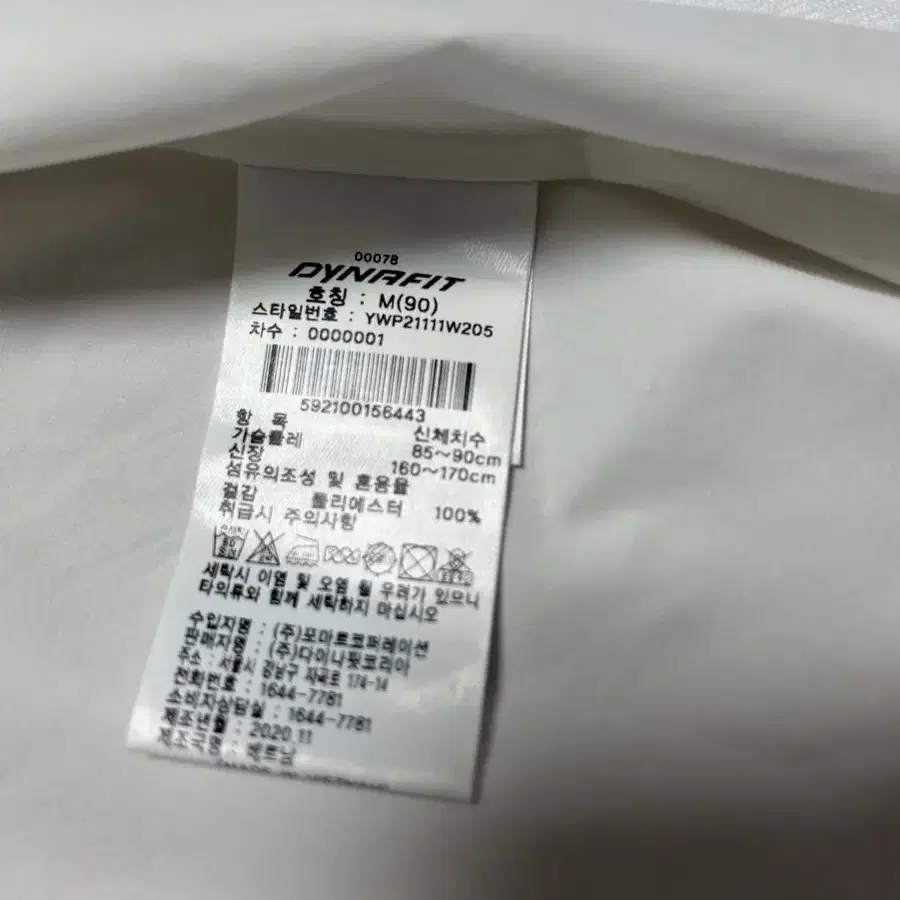 00078
DYNAFIT
호칭 : M(90)
스타일번호 : YWP21111W205
차수 : 0000001
592100156443
항 목 신체치수
가슴둘레 85~90cm
신장 160~170cm
섬유의조성 및 혼용율
겉감 폴리에스터 100%
취급시 주의사항
세탁시 이염 및 오염 될 우려가 있으니
타의류와 함께 세탁하지 마십시오
수입자명 : (주)포마트코퍼레이션
판매자명 : (주)다이나핏코리아
주소 : 서울시 강남구 자곡로 174-14
전화번호 : 1644-7781
소비자상담실 : 1644-7781
제조년월 : 2020.11
제조국명 : 베트남
MADE IN VIETNAM